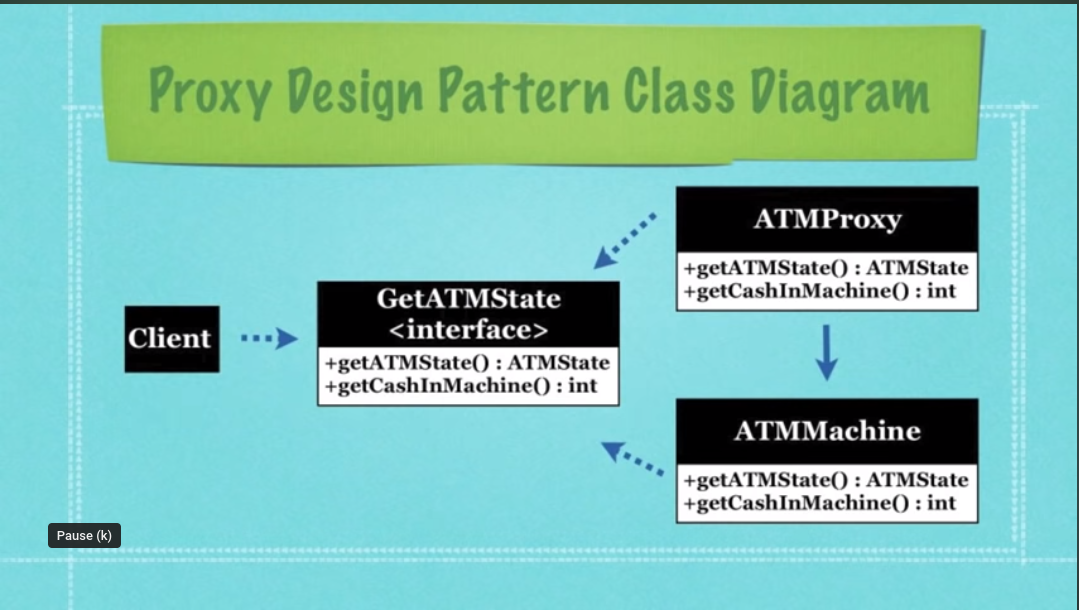 Proxy Design Pattern Class Diagram
ATMProxy
+getATMState() : ATMState
+getCashInMachine() : int
GetATMState
<interface>
+getATMState() : ATMState
+getCashInMachine() : int
Client
ATMMachine
+getATMState() : ATMState
+getCashInMachine() : int
Pause (k)